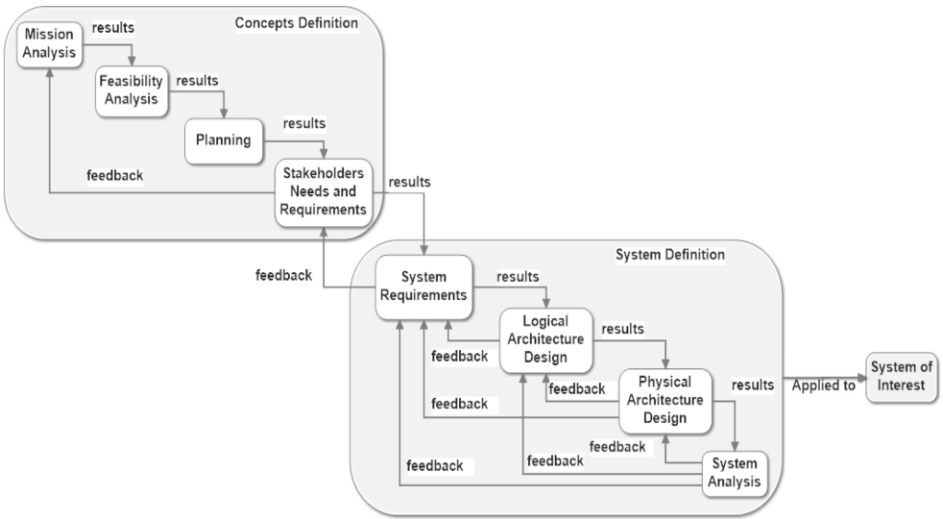 Concepts Definition
Mission
Analysis
results
Feasibility
Analysis
results
Planning
results
Stakeholders
Needs and
Requirements
feedback
results
feedback
System Definition
System
Requirements
results
Logical
Architecture
Design
results
feedback
Physical
Architecture
Design
feedback
feedback
results
Applied to
System of
Interest
feedback
feedback
feedback
System
Analysis